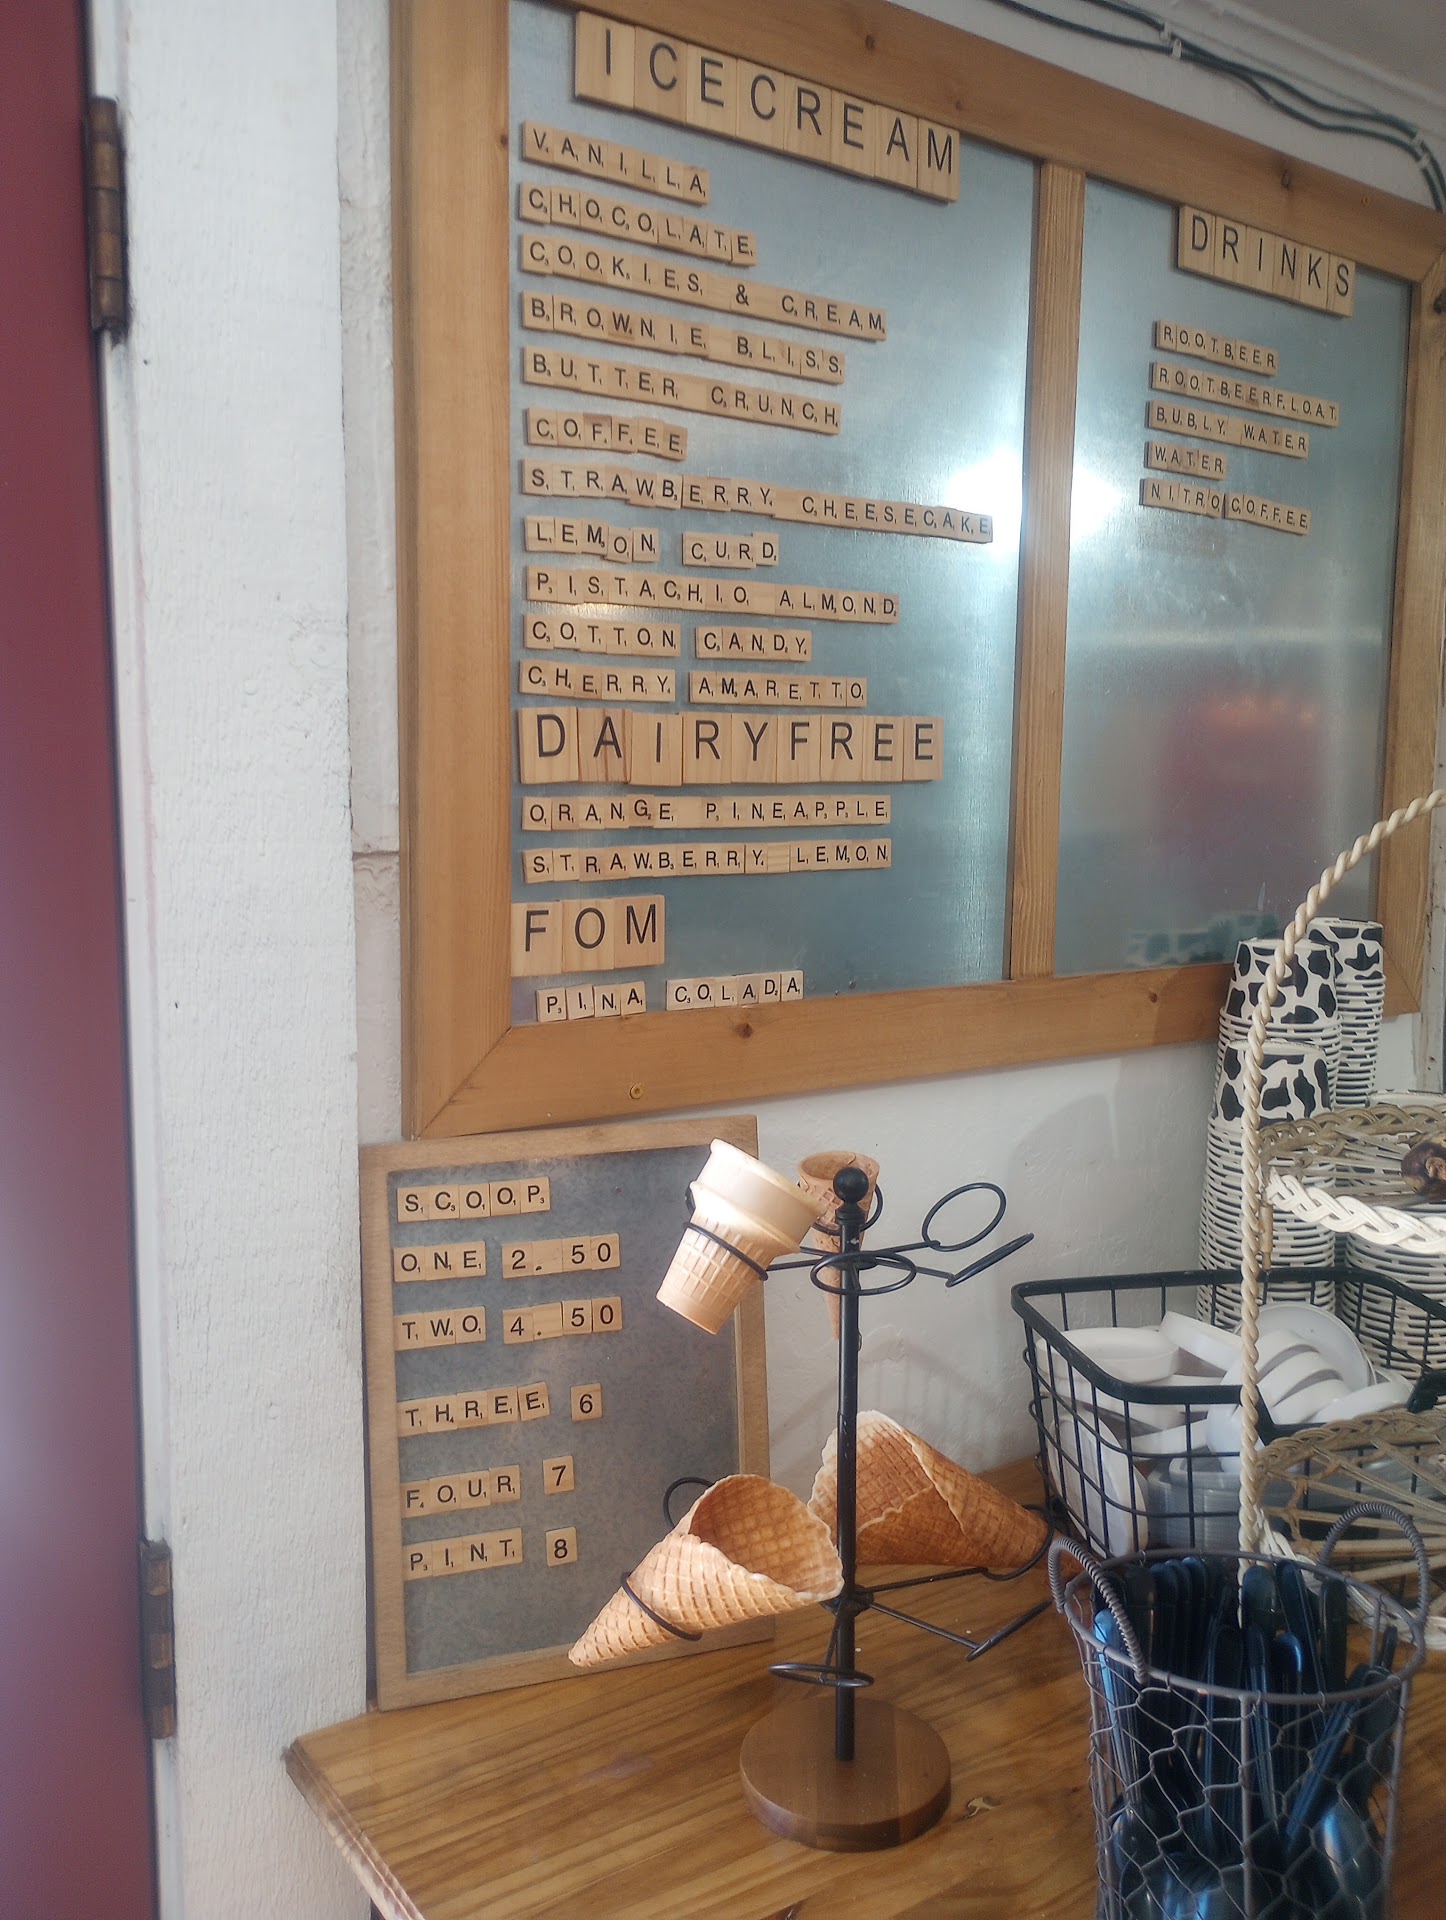 ICECREAM
VANILLA
CHOCOLATE
COOKIES & CREAM
BROWNIE BLISS
BUTTER CRUNCH
COFFEE
STRAWBERRY CHEESECAKE
LEMON CURD
PISTACHIO ALMOND
COTTON CANDY
CHERRY AMARETTO
DAIRYFREE
ORANGE PINEAPPLE
STRAWBERRY LEMON
FOM
PINA COLADA
DRINKS
ROOTBEER
ROOTBEERFLOAT
BUBLY WATER
WATER
NITROCOFFEE
SCOOP
ONE 2.50
TWO 4.50
THREE 6
FOUR 7
PINT 8